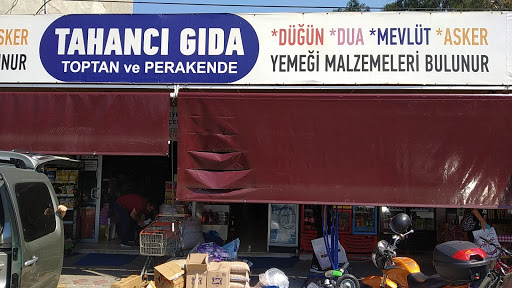 ASKER
UNUR
TAHANCI GIDA
TOPTAN ve PERAKENDE
*DÜĞÜN *DUA *MEVLÜT *ASKER
YEMEĞİ MALZEMELERİ BULUNUR